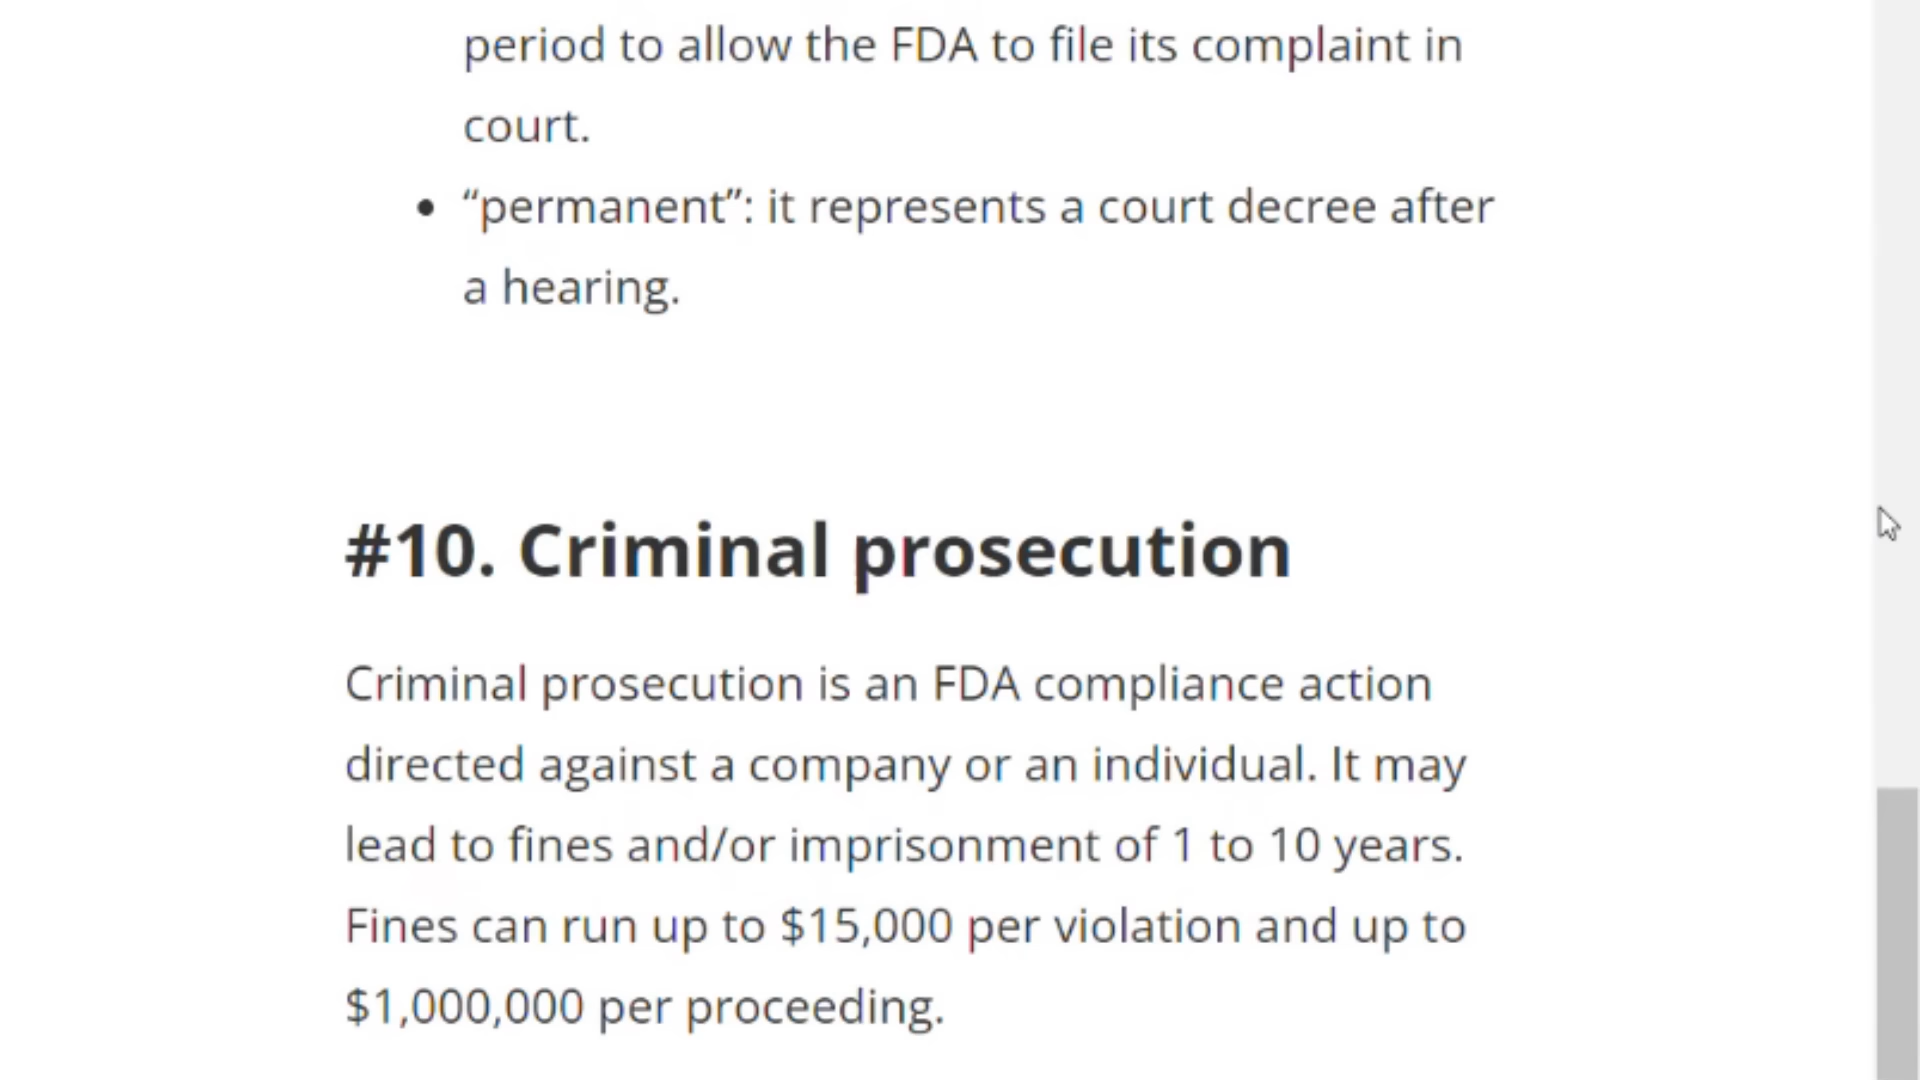 period to allow the FDA to file its complaint in
court.
• “permanent”: it represents a court decree after
a hearing.
#10. Criminal prosecution
Criminal prosecution is an FDA compliance action
directed against a company or an individual. It may
lead to fines and/or imprisonment of 1 to 10 years.
Fines can run up to $15,000 per violation and up to
$1,000,000 per proceeding.